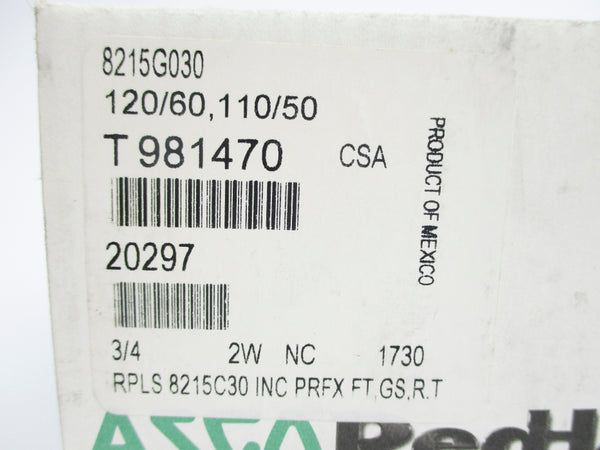 8215G030
120/60,110/50
T 981470 CSA
PRODUCT OF MEXICO
20297
3/4 2W NC 1730
RPLS 8215C30 INC PRFX FT,GS,R.T